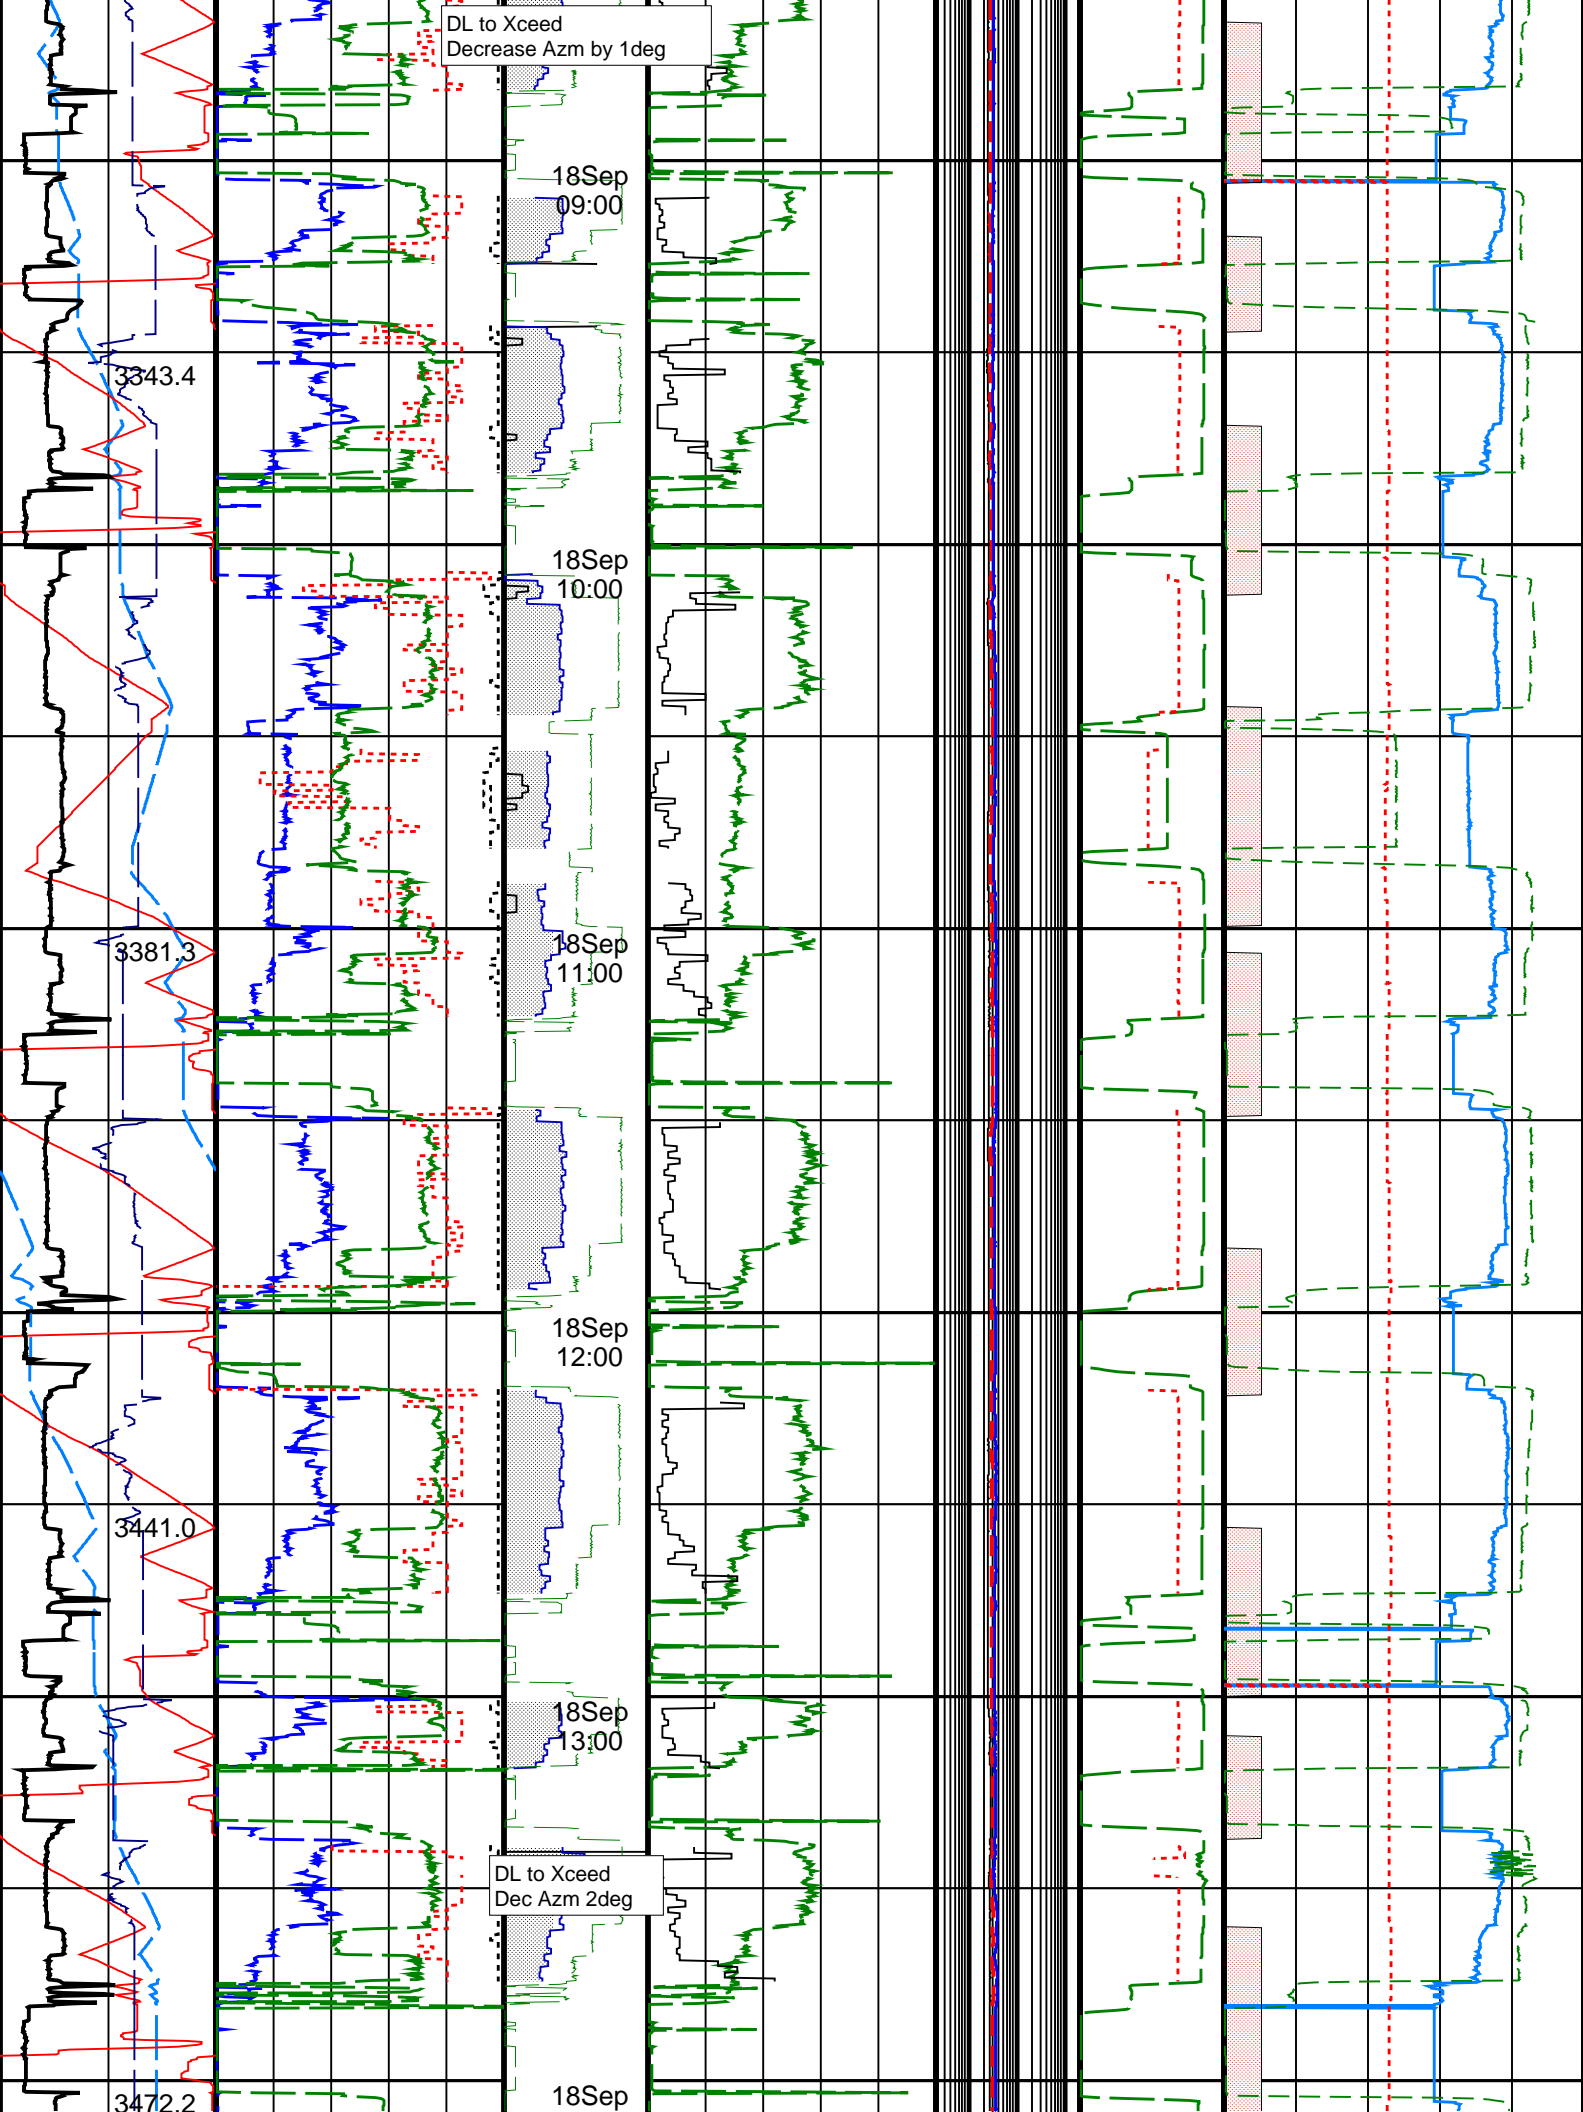 DL to Xceed
Decrease Azm by 1deg
18Sep
09:00
3343.4
18Sep
10:00
3381.3
18Sep
11:00
18Sep
12:00
3441.0
18Sep
13:00
DL to Xceed
Dec Azm 2deg
3472.2
18Sep